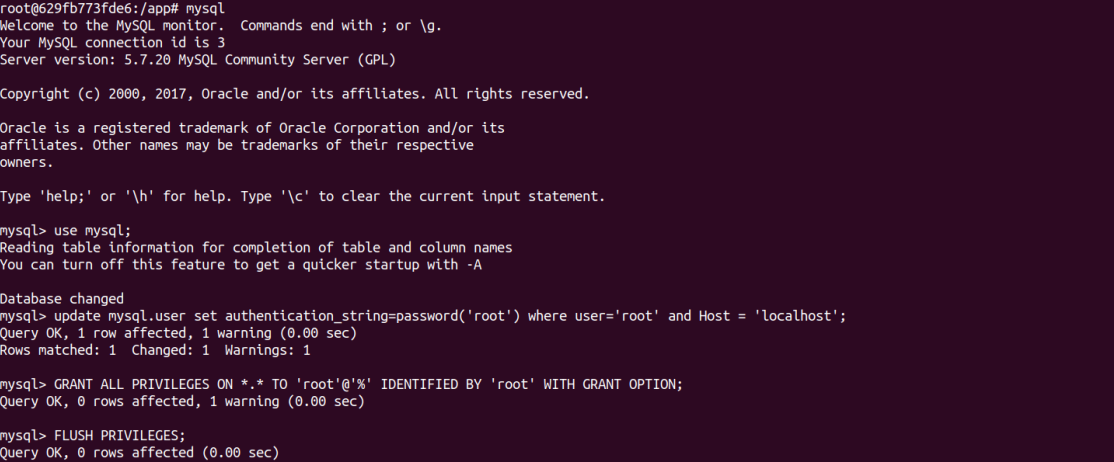 root@629fb773fde6:/app# mysql
Welcome to the MySQL monitor.  Commands end with ; or \g.
Your MySQL connection id is 3
Server version: 5.7.20 MySQL Community Server (GPL)
Copyright (c) 2000, 2017, Oracle and/or its affiliates. All rights reserved.
Oracle is a registered trademark of Oracle Corporation and/or its
affiliates. Other names may be trademarks of their respective
owners.
Type 'help;' or '\h' for help. Type '\c' to clear the current input statement.
mysql> use mysql;
Reading table information for completion of table and column names
You can turn off this feature to get a quicker startup with -A
Database changed
mysql> update mysql.user set authentication_string=password('root') where user='root' and Host = 'localhost';
Query OK, 1 row affected, 1 warning (0.00 sec)
Rows matched: 1  Changed: 1  Warnings: 1
mysql> GRANT ALL PRIVILEGES ON *.* TO 'root'@'%' IDENTIFIED BY 'root' WITH GRANT OPTION;
Query OK, 0 rows affected, 1 warning (0.00 sec)
mysql> FLUSH PRIVILEGES;
Query OK, 0 rows affected (0.00 sec)